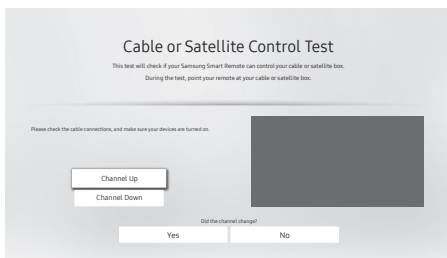 Cable or Satellite Control Test
This test will check if your Samsung Smart Remote can control your cable or satellite box.
During the test, point your remote at your cable or satellite box.
Please check the cable connections, and make sure your devices are turned on.
Channel Up
Channel Down
Did the channel change?
Yes
No